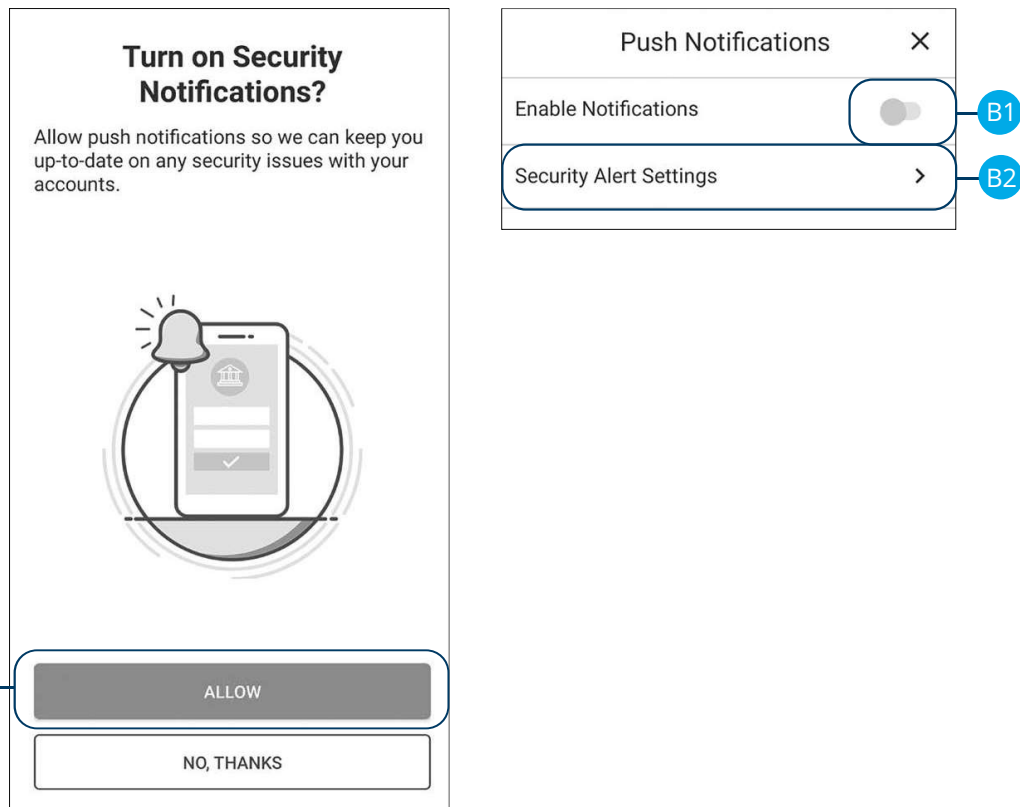 Turn on Security
Notifications?
Allow push notifications so we can keep you
up-to-date on any security issues with your
accounts.
ALLOW
NO, THANKS
Push Notifications
Enable Notifications
B1
Security Alert Settings
B2